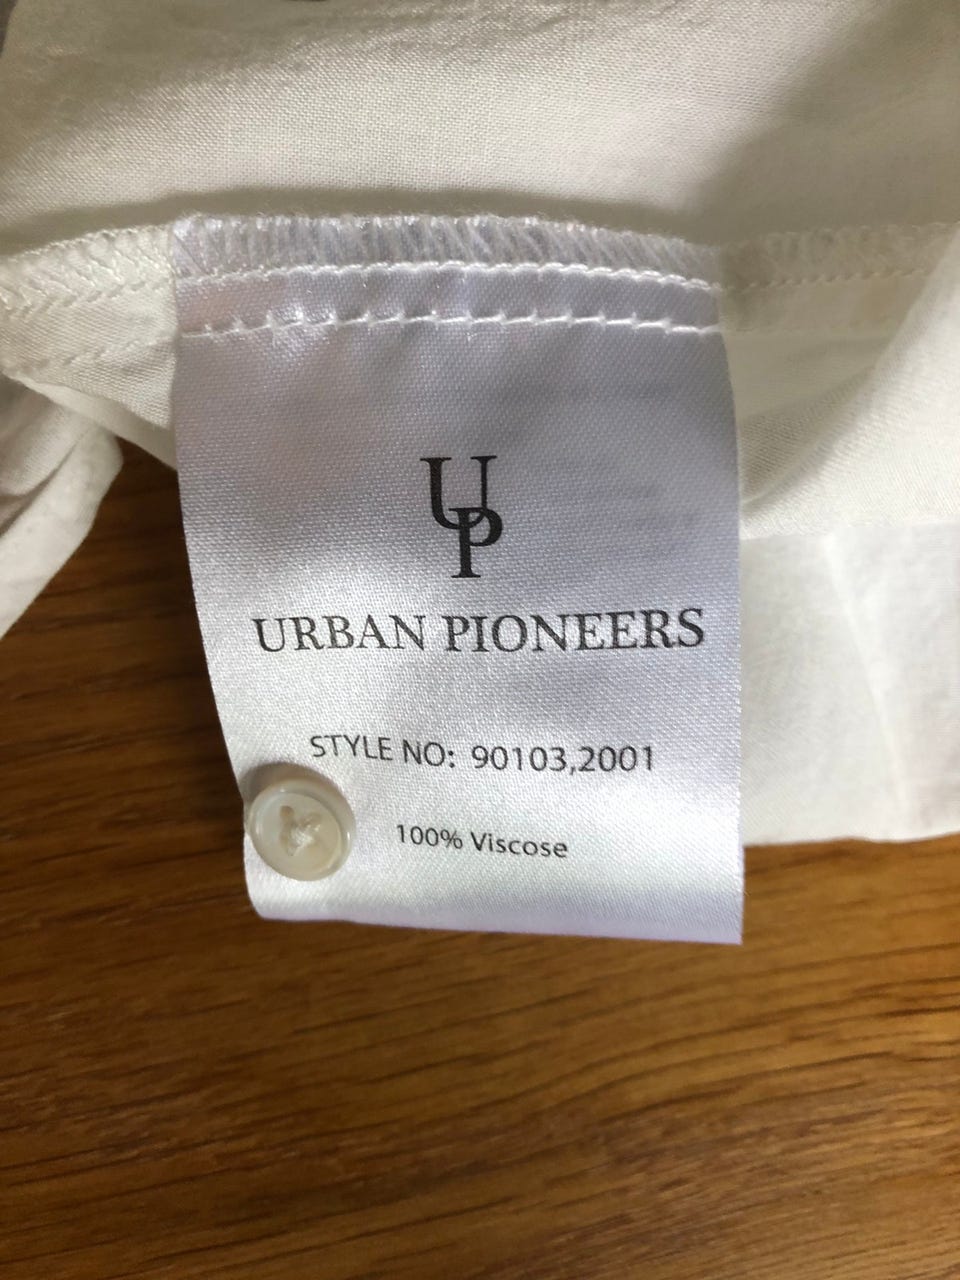 UP
URBAN PIONEERS
STYLE NO: 90103,2001
100% Viscose